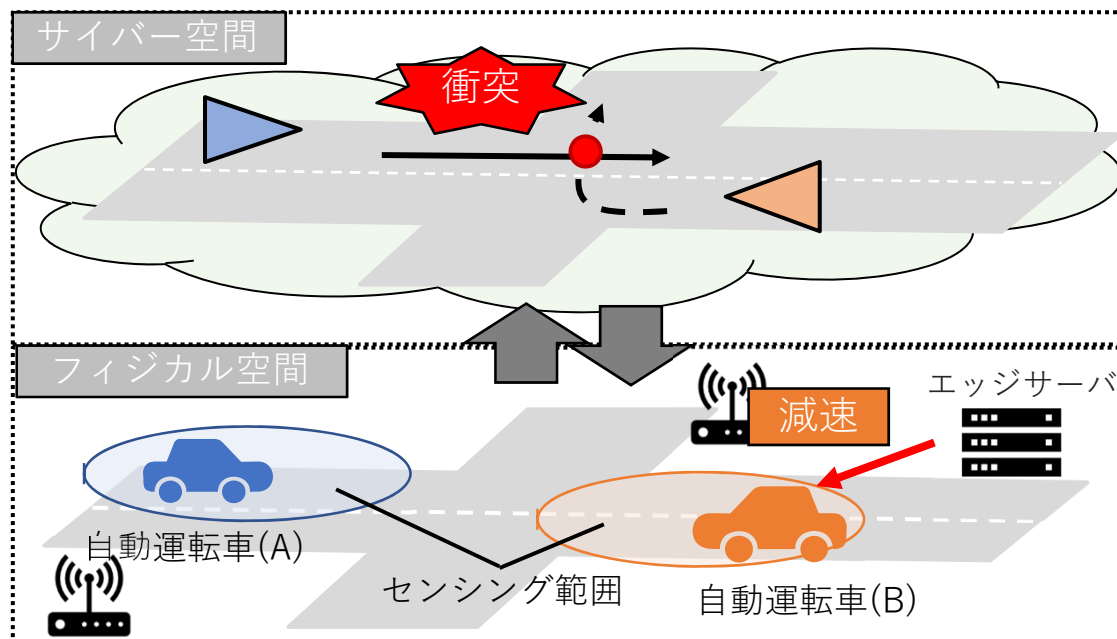 サイバー空間
衝突
フィジカル空間
エッジサーバ
減速
自動運転車(A)
センシング範囲
自動運転車(B)